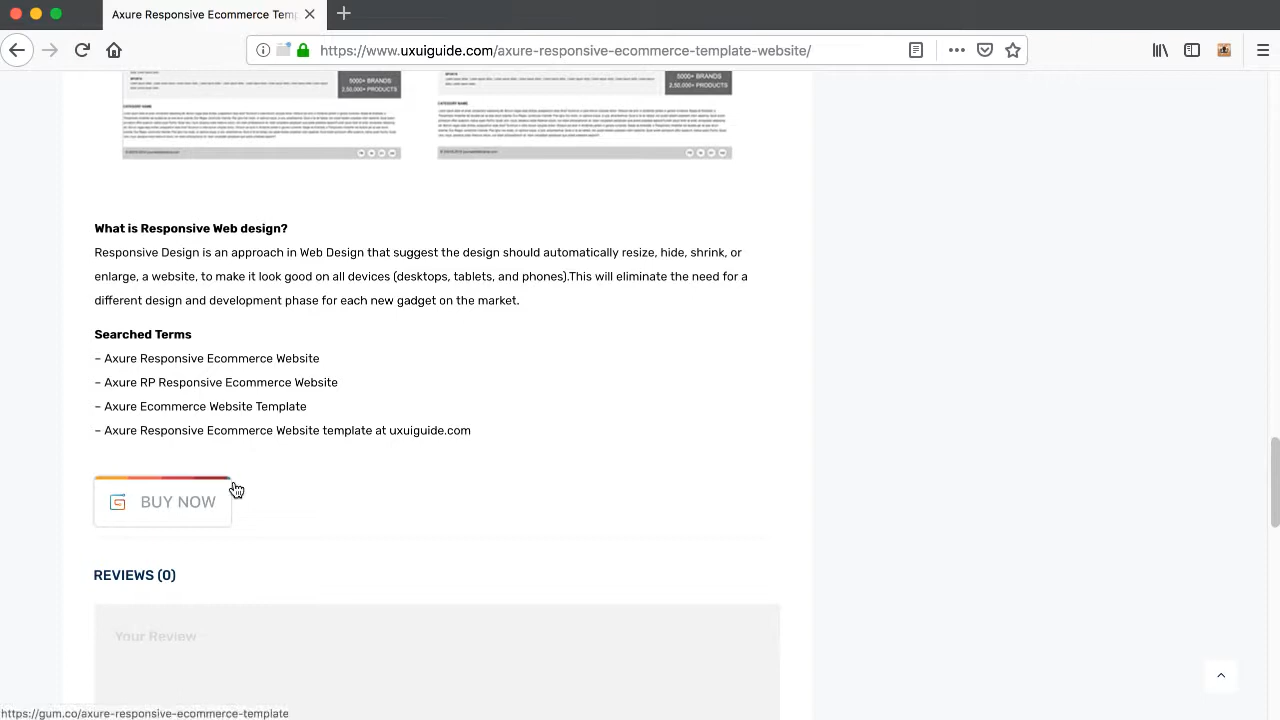 Axure Responsive Ecommerce Temp
https://www.uxuiguide.com/axure-responsive-ecommerce-template-website/
5000+ BRANDS
2,50,000+ PRODUCTS
5000+ BRANDS
2,50,000+ PRODUCTS
CATEGORY NAME
CATEGORY NAME
What is Responsive Web design?
Responsive Design is an approach in Web Design that suggest the design should automatically resize, hide, shrink, or
enlarge, a website, to make it look good on all devices (desktops, tablets, and phones).This will eliminate the need for a
different design and development phase for each new gadget on the market.
Searched Terms
– Axure Responsive Ecommerce Website
– Axure RP Responsive Ecommerce Website
– Axure Ecommerce Website Template
– Axure Responsive Ecommerce Website template at uxuiguide.com
BUY NOW
REVIEWS (0)
Your Review
https://gum.co/axure-responsive-ecommerce-template